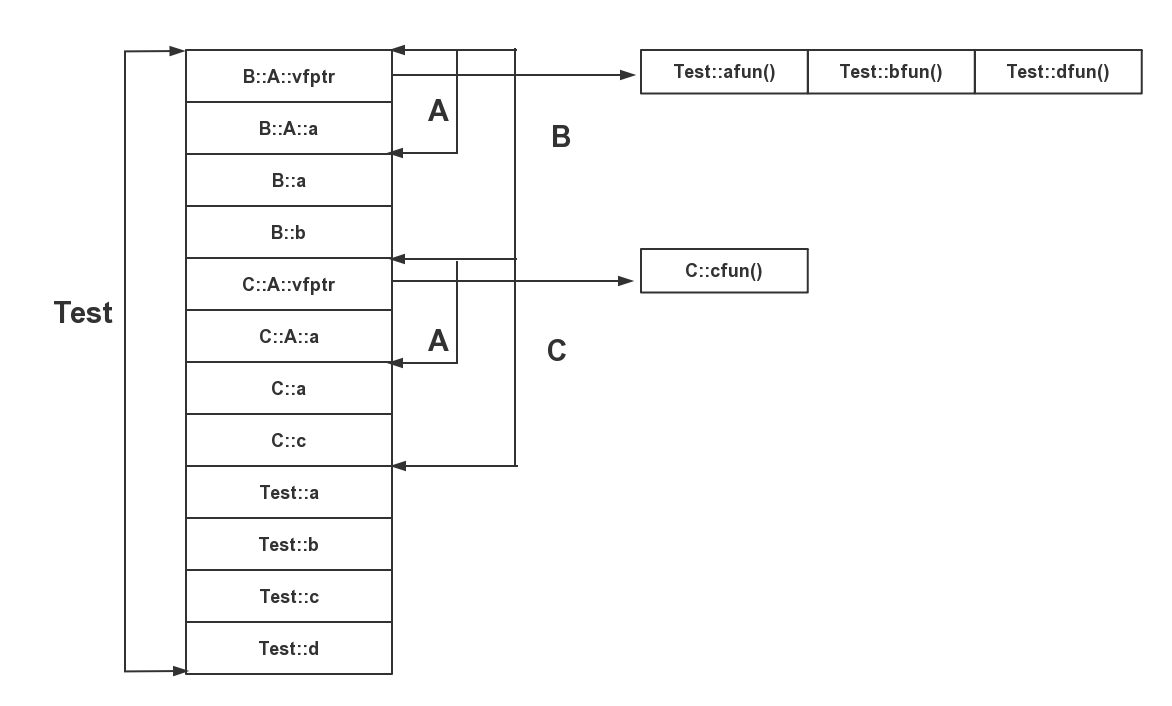 B::A::vfptr
Test::afun()
Test::bfun()
Test::dfun()
A
B::A::a
B
B::a
B::b
C::A::vfptr
C::cfun()
Test
C::A::a
A
C
C::a
C::c
Test::a
Test::b
Test::c
Test::d